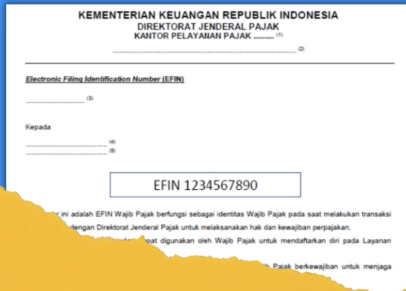 KEMENTERIAN KEUANGAN REPUBLIK INDONESIA
DIREKTORAT JENDERAL PAJAK
KANTOR PELAYANAN PAJAK ......... (1)
(2)
Electronic Filing Identification Number (EFIN)
(3)
Kepada
(4)
(5)
EFIN 1234567890
ini adalah EFIN Wajib Pajak berfungsi sebagai identitas Wajib Pajak pada saat melakukan transaksi
dengan Direktorat Jenderal Pajak untuk melaksanakan hak dan kewajiban perpajakan.
digunakan oleh Wajib Pajak untuk mendaftarkan diri pada Layanan
Pajak berkewajiban untuk menjaga